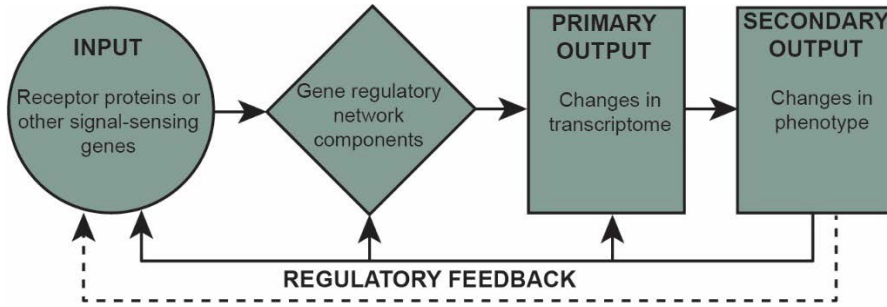 INPUT
Receptor proteins or
other signal-sensing
genes
Gene regulatory
network
components
PRIMARY
OUTPUT
Changes in
transcriptome
SECONDARY
OUTPUT
Changes in
phenotype
REGULATORY FEEDBACK